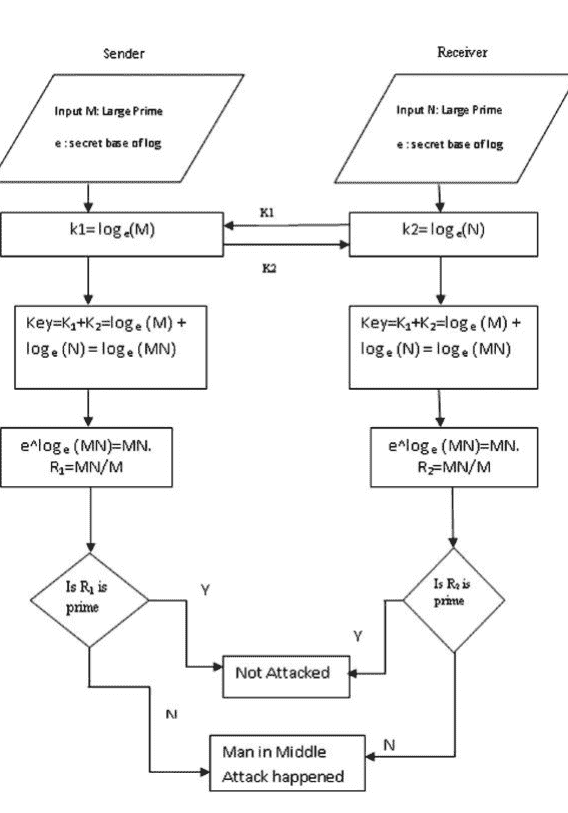 Sender
Receiver
Input M: Large Prime
e : secret base of log
Input N: Large Prime
e : secret base of log
k1= logₑ(M)
K1
K2
k2= logₑ(N)
Key=K₁+K₂=logₑ (M) +
logₑ (N) = logₑ (MN)
Key=K₁+K₂=logₑ (M) +
logₑ (N) = logₑ (MN)
e^logₑ (MN)=MN.
R₁=MN/M
e^logₑ (MN)=MN.
R₂=MN/M
Is R₁ is
prime
Y
Is R₂ is
prime
Y
Not Attacked
N
N
Man in Middle
Attack happened